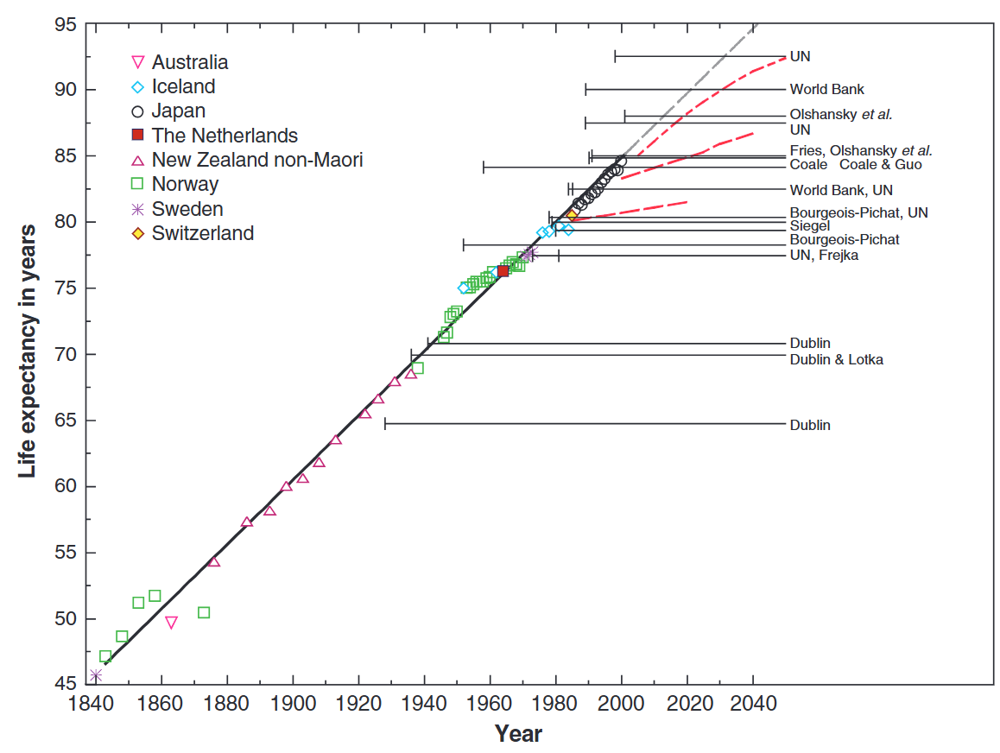 95
90
85
80
75
70
65
60
55
50
45
Life expectancy in years
Australia
Iceland
Japan
The Netherlands
New Zealand non-Maori
Norway
Sweden
Switzerland
UN
World Bank
Olshansky et al.
UN
Fries, Olshansky et al.
Coale Coale & Guo
World Bank, UN
Bourgeois-Pichat, UN
Siegel
Bourgeois-Pichat
UN, Frejka
Dublin
Dublin & Lotka
Dublin
1840 1860 1880 1900 1920 1940 1960 1980 2000 2020 2040
Year